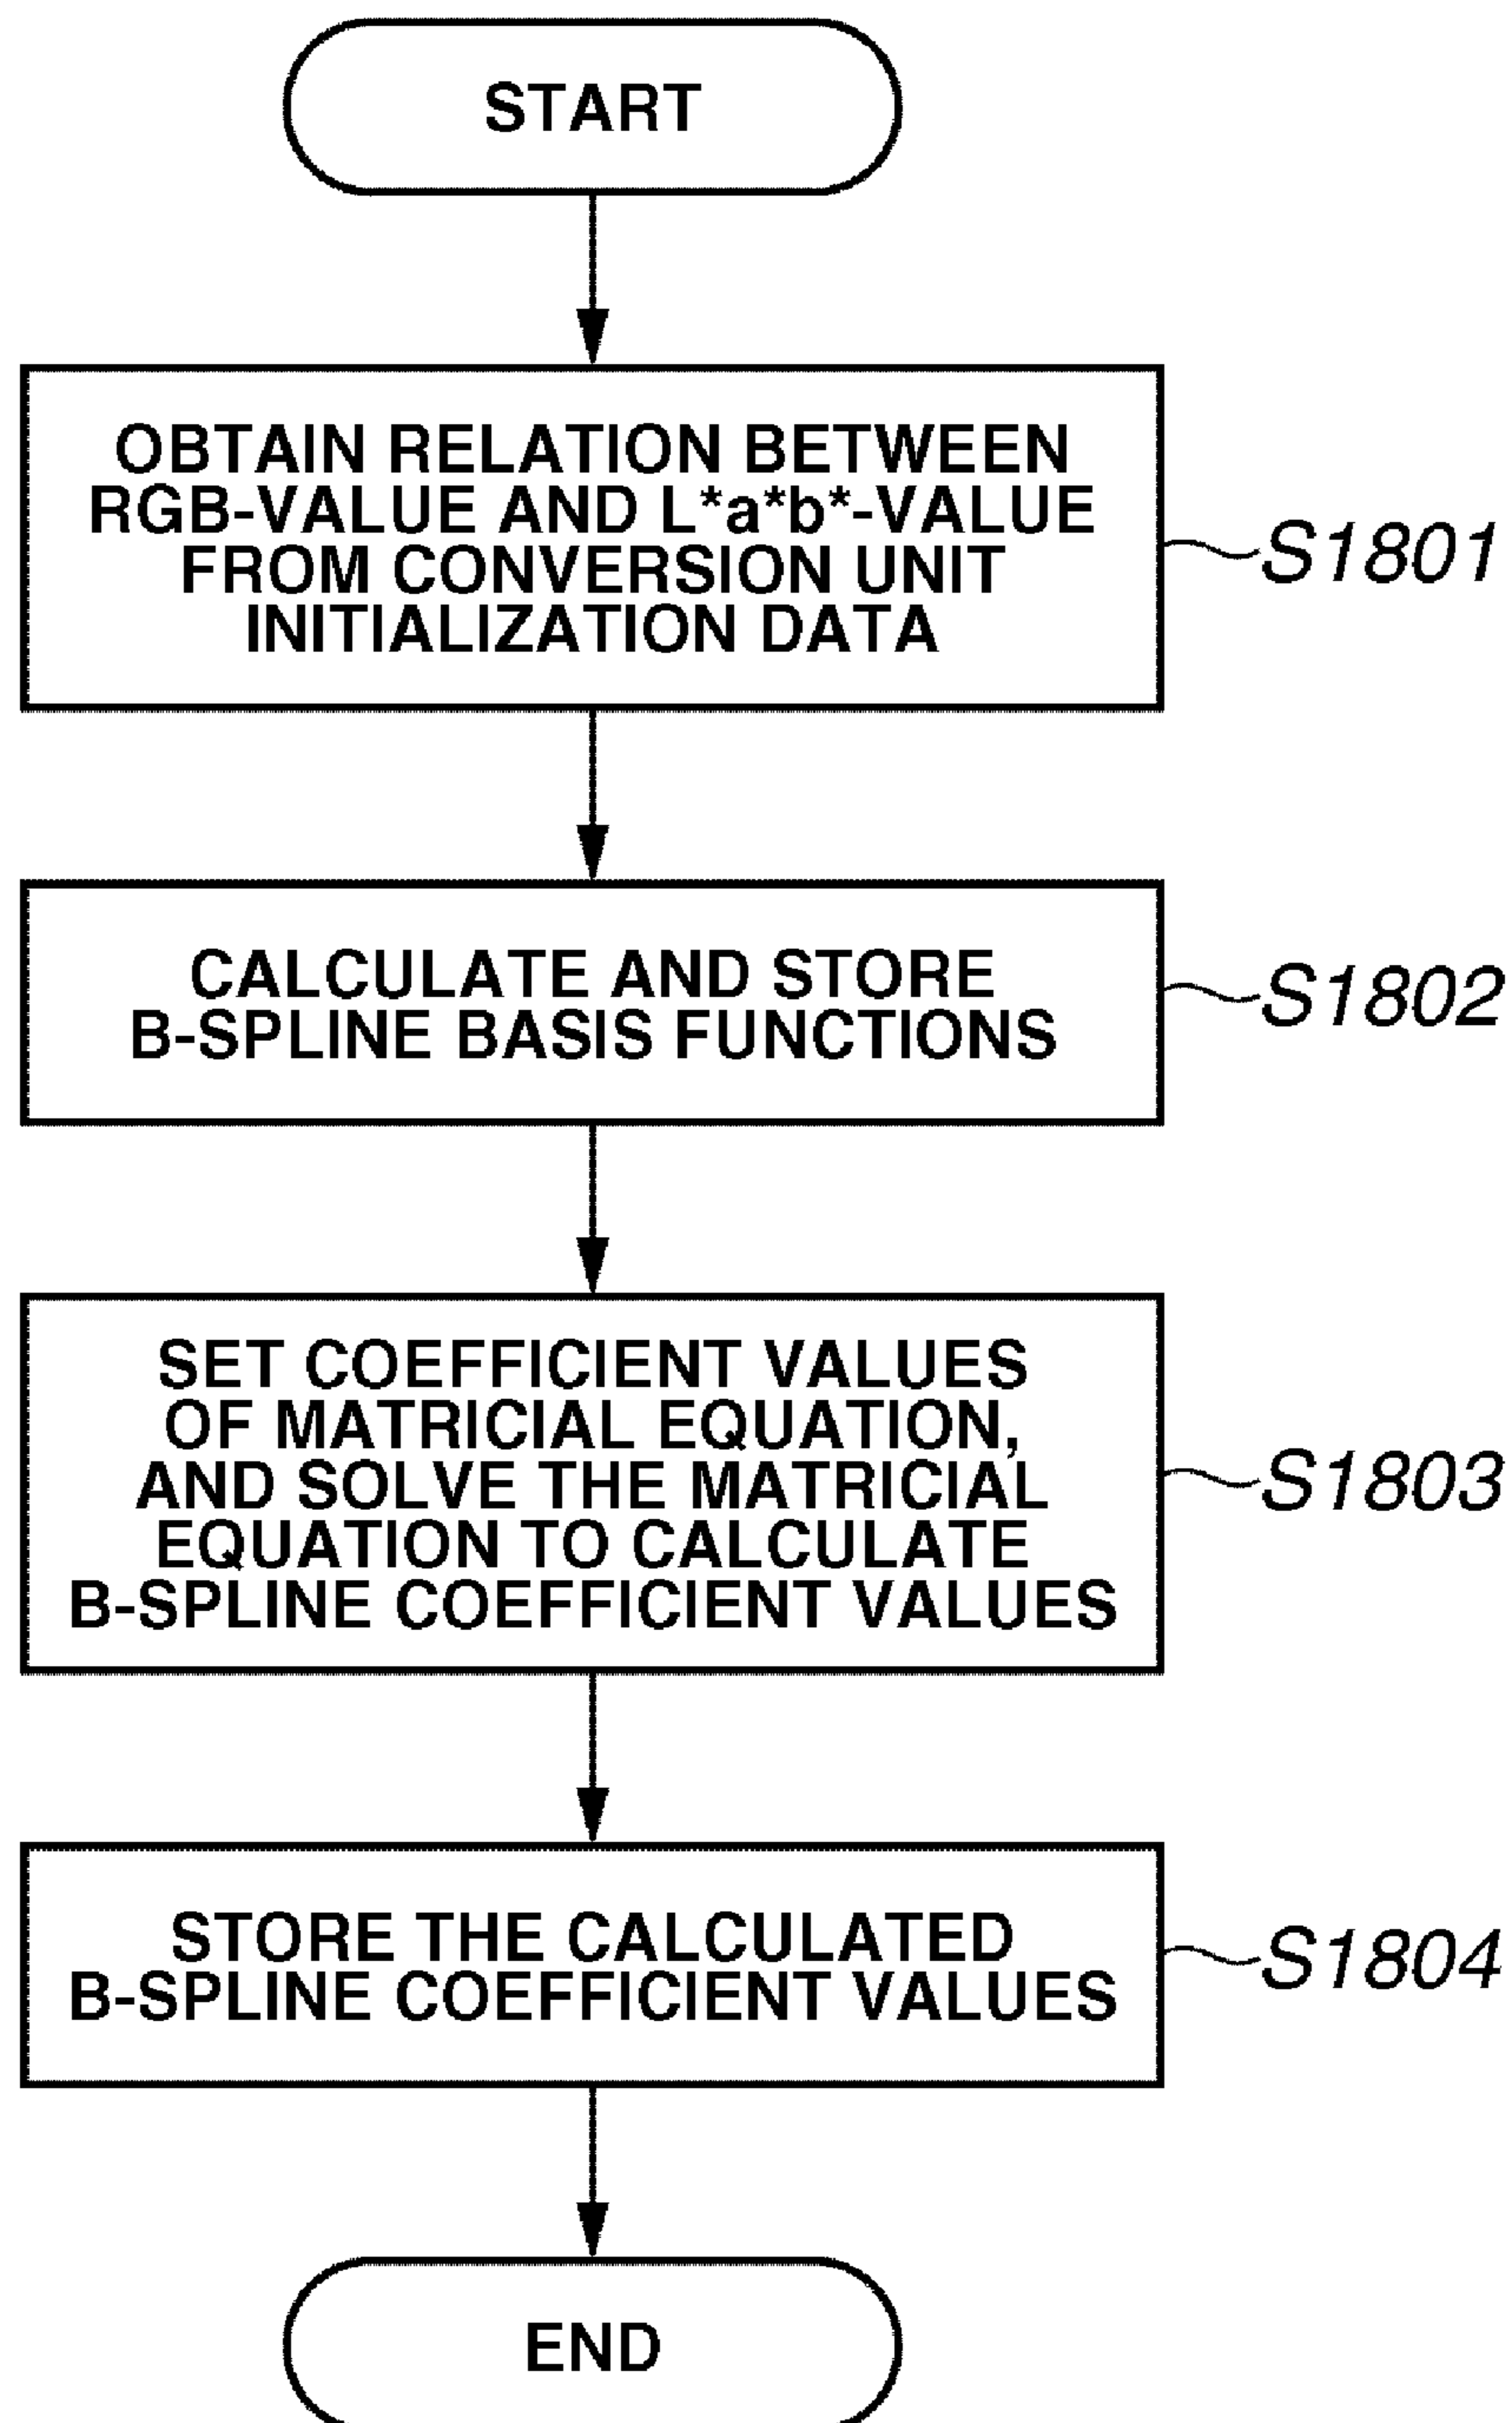 START
OBTAIN RELATION BETWEEN
RGB-VALUE AND L*a*b*-VALUE
FROM CONVERSION UNIT
INITIALIZATION DATA
S1801
CALCULATE AND STORE
B-SPLINE BASIS FUNCTIONS
S1802
SET COEFFICIENT VALUES
OF MATRICIAL EQUATION,
AND SOLVE THE MATRICIAL
EQUATION TO CALCULATE
B-SPLINE COEFFICIENT VALUES
S1803
STORE THE CALCULATED
B-SPLINE COEFFICIENT VALUES
S1804
END